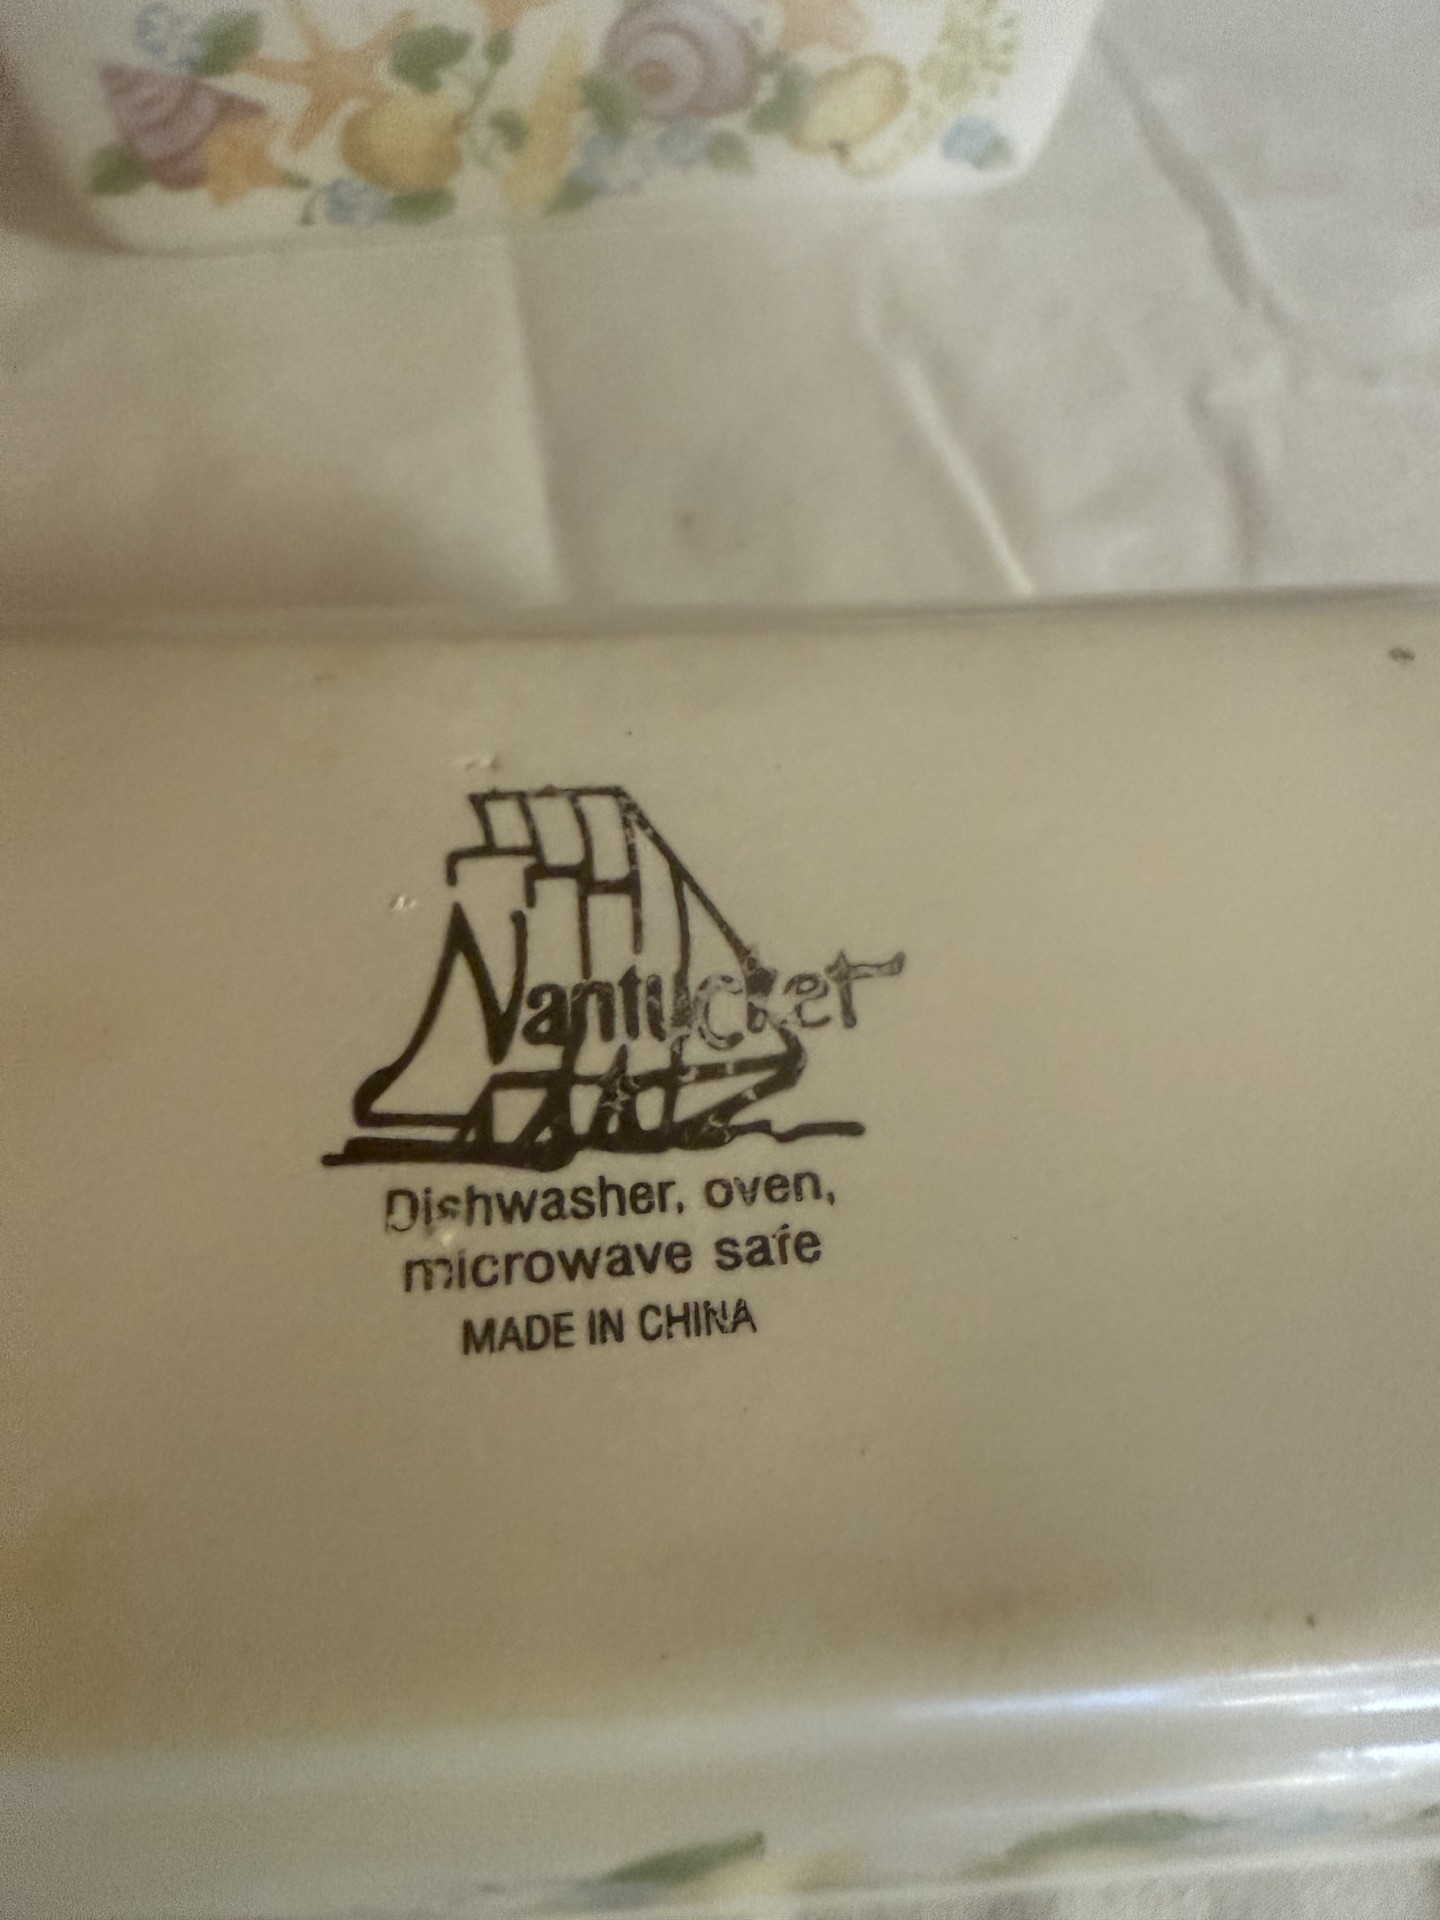 Nantucket
Dishwasher, oven,
microwave safe
MADE IN CHINA